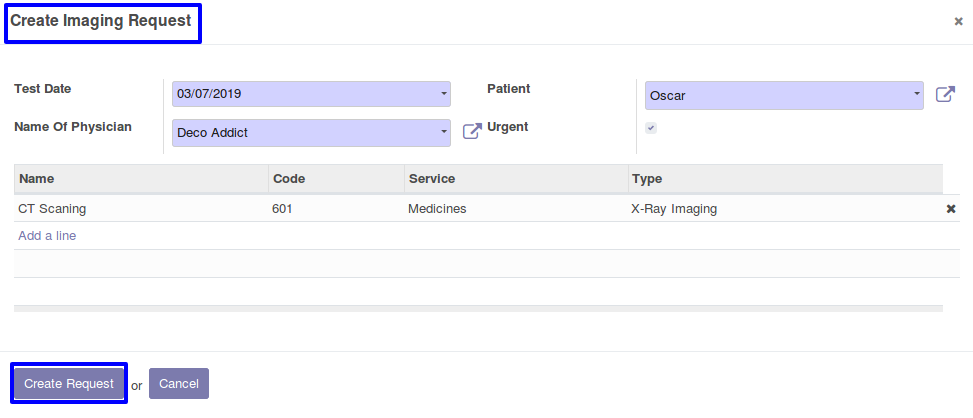 Create Imaging Request ×
Test Date 03/07/2019 Patient Oscar
Name Of Physician Deco Addict Urgent
Name Code Service Type
CT Scaning 601 Medicines X-Ray Imaging
Add a line
Create Request or Cancel